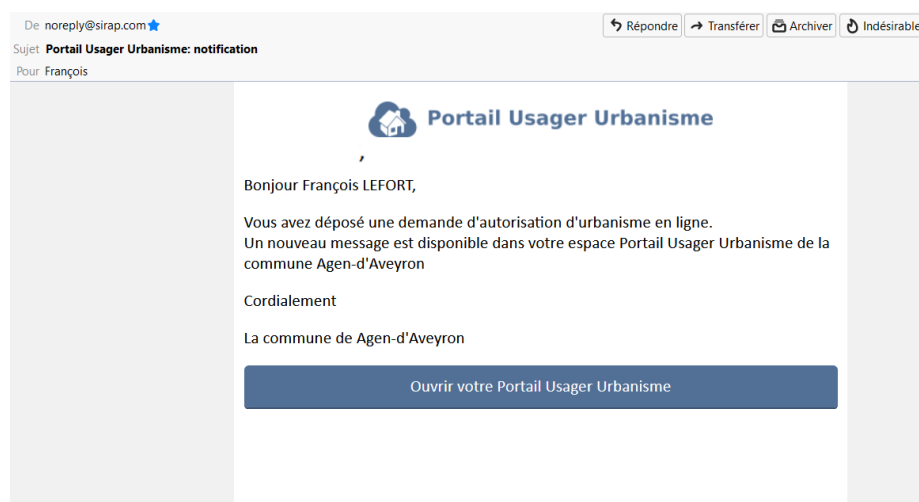 De noreply@sirap.com
Répondre Transférer Archiver Indésirable
Sujet Portail Usager Urbanisme: notification
Pour François
Portail Usager Urbanisme
,
Bonjour François LEFORT,
Vous avez déposé une demande d'autorisation d'urbanisme en ligne.
Un nouveau message est disponible dans votre espace Portail Usager Urbanisme de la
commune Agen-d'Aveyron
Cordialement
La commune de Agen-d'Aveyron
Ouvrir votre Portail Usager Urbanisme